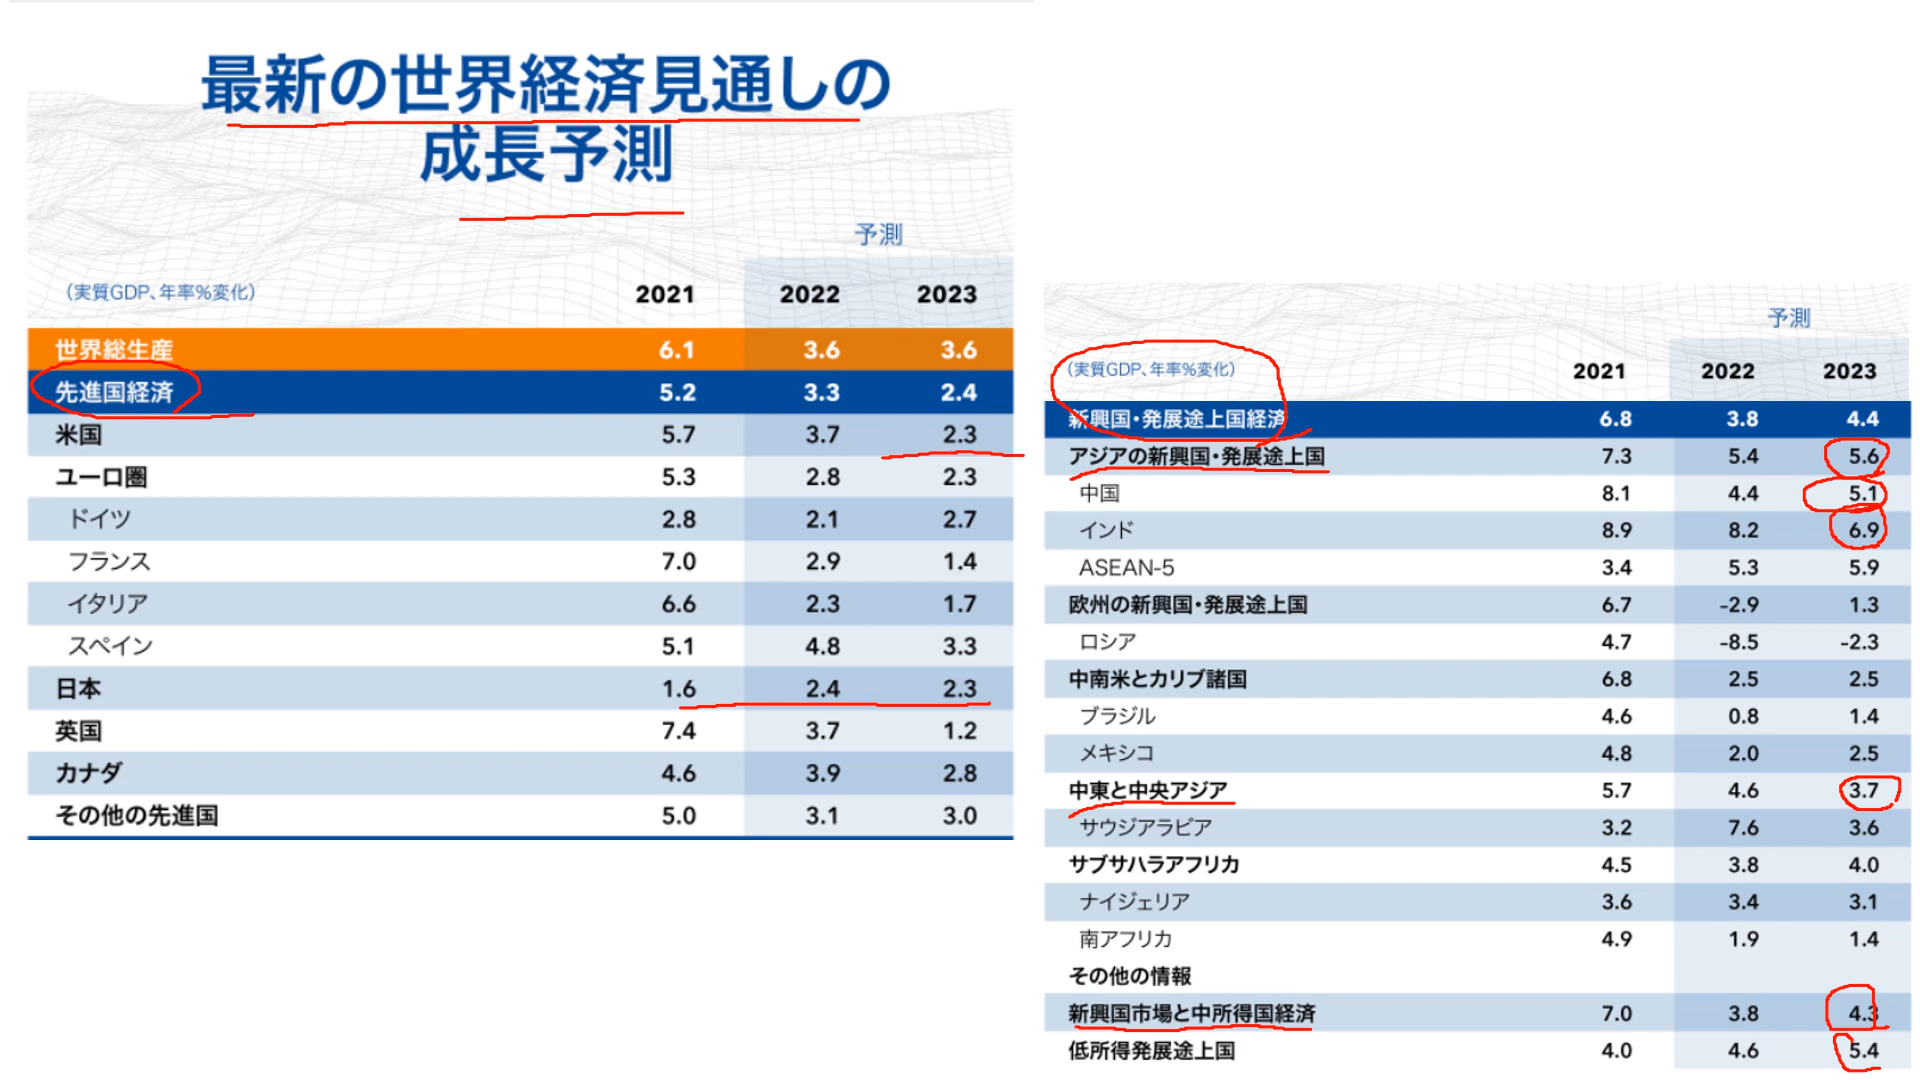 最新の世界経済見通しの
成長予測
予測
(実質GDP、年率%変化) 2021 2022 2023
世界総生産 6.1 3.6 3.6
先進国経済 5.2 3.3 2.4
米国 5.7 3.7 2.3
ユーロ圏 5.3 2.8 2.3
ドイツ 2.8 2.1 2.7
フランス 7.0 2.9 1.4
イタリア 6.6 2.3 1.7
スペイン 5.1 4.8 3.3
日本 1.6 2.4 2.3
英国 7.4 3.7 1.2
カナダ 4.6 3.9 2.8
その他の先進国 5.0 3.1 3.0
予測
(実質GDP、年率%変化) 2021 2022 2023
新興国・発展途上国経済 6.8 3.8 4.4
アジアの新興国・発展途上国 7.3 5.4 5.6
中国 8.1 4.4 5.1
インド 8.9 8.2 6.9
ASEAN-5 3.4 5.3 5.9
欧州の新興国・発展途上国 6.7 -2.9 1.3
ロシア 4.7 -8.5 -2.3
中南米とカリブ諸国 6.8 2.5 2.5
ブラジル 4.6 0.8 1.4
メキシコ 4.8 2.0 2.5
中東と中央アジア 5.7 4.6 3.7
サウジアラビア 3.2 7.6 3.6
サブサハラアフリカ 4.5 3.8 4.0
ナイジェリア 3.6 3.4 3.1
南アフリカ 4.9 1.9 1.4
その他の情報
新興国市場と中所得国経済 7.0 3.8 4.3
低所得発展途上国 4.0 4.6 5.4